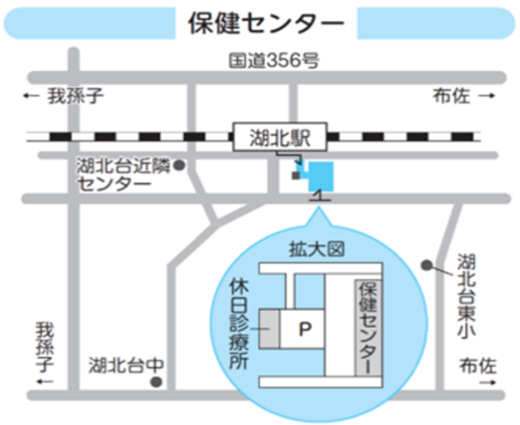 保健センター
国道356号
← 我孫子
布佐 →
湖北駅
湖北台近隣
センター
拡大図
休日診療所
P
保健センター
湖北台東小
我孫子
←
湖北台中
布佐
→